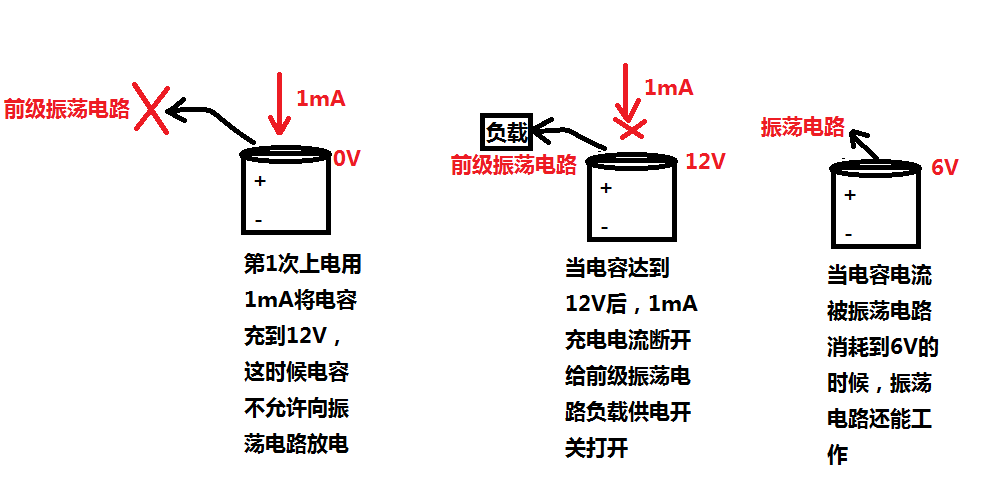 前级振荡电路
1mA
0V
+
-
第1次上电用
1mA将电容
充到12V，
这时候电容
不允许向振
荡电路放电
1mA
负载
前级振荡电路
12V
+
-
当电容达到
12V后，1mA
充电电流断开
给前级振荡电
路负载供电开
关打开
振荡电路
6V
+
-
当电容电流
被振荡电路
消耗到6V的
时候，振荡
电路还能工
作